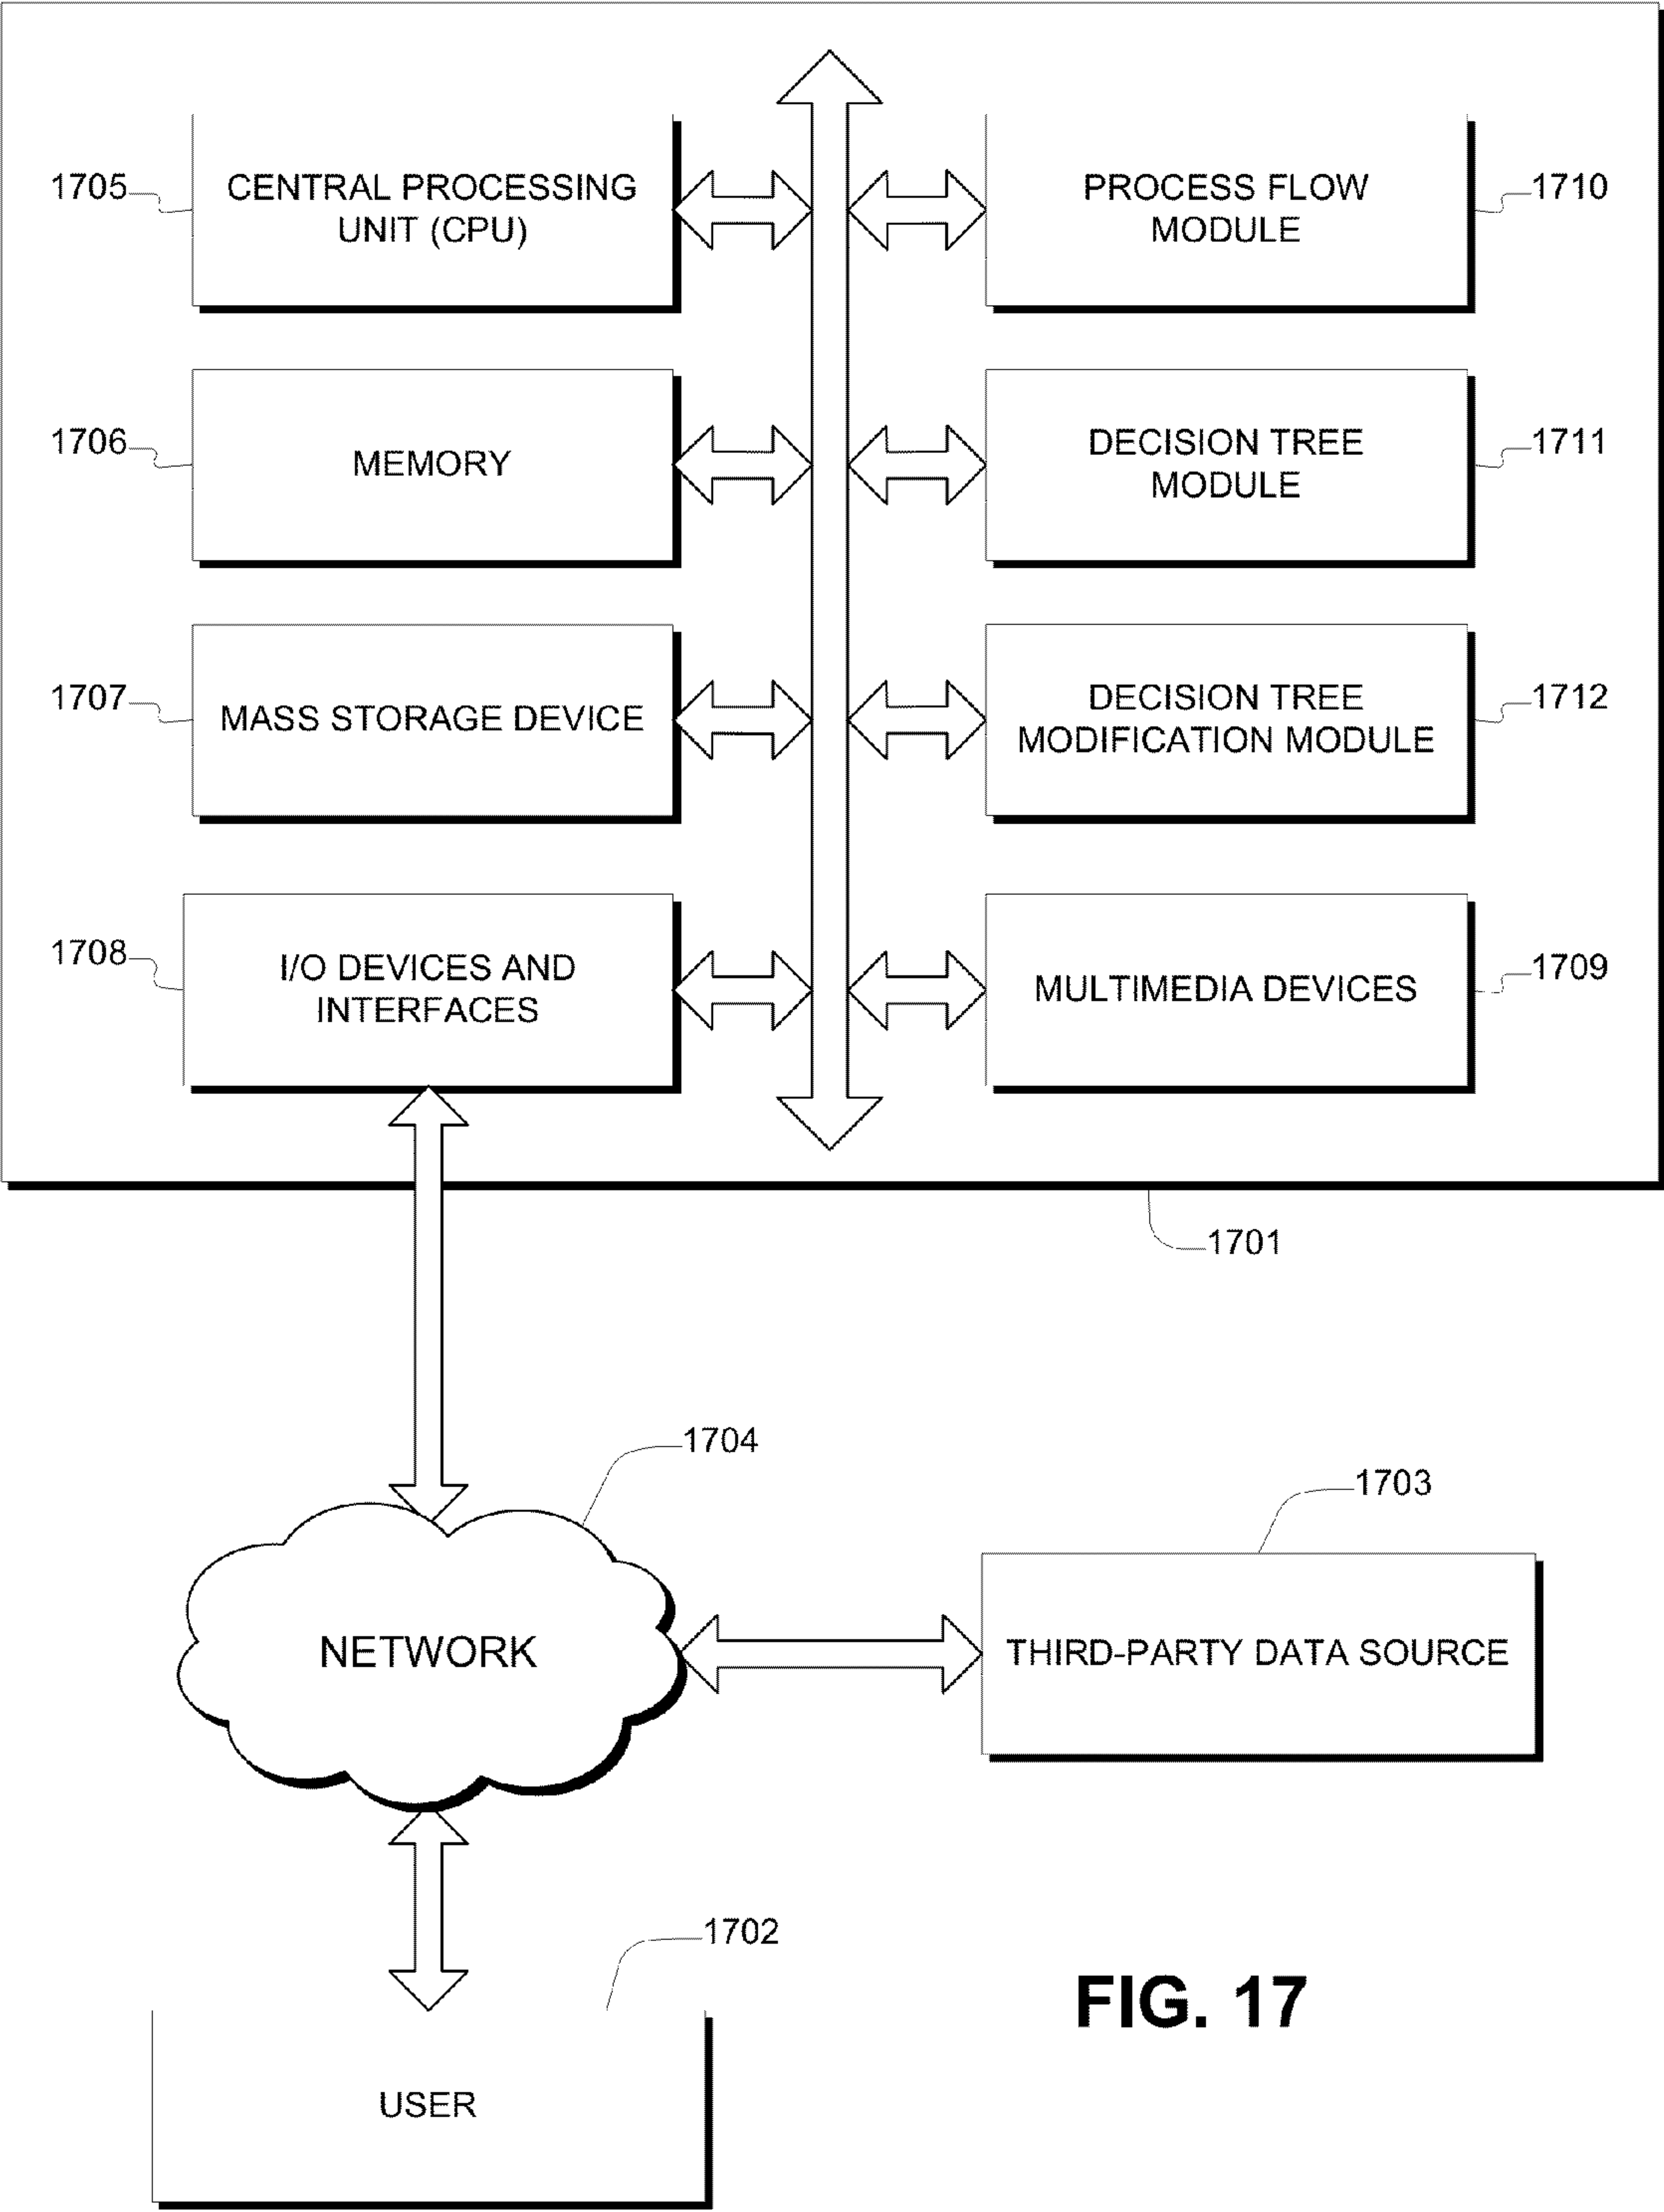 1705
CENTRAL PROCESSING
UNIT (CPU)
PROCESS FLOW
MODULE
1710
1706
MEMORY
DECISION TREE
MODULE
1711
1707
MASS STORAGE DEVICE
DECISION TREE
MODIFICATION MODULE
1712
1708
I/O DEVICES AND
INTERFACES
MULTIMEDIA DEVICES
1709
1701
1704
1703
NETWORK
THIRD-PARTY DATA SOURCE
1702
FIG. 17
USER